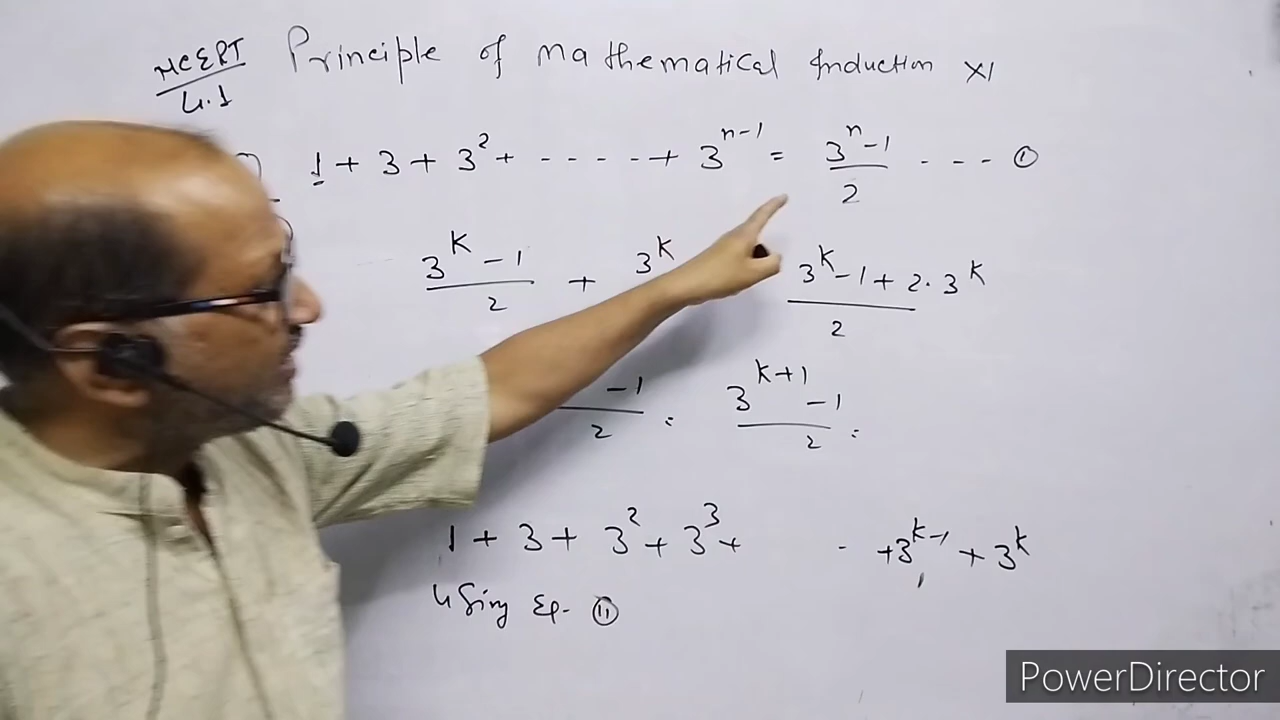 NCERT Principle of Mathematical Induction XI
4.1
1 + 3 + 3² + - - - - - + 3ⁿ⁻¹ = (3ⁿ-1)/2 - - - ①
(3ᵏ-1)/2 + 3ᵏ (3ᵏ-1+2·3ᵏ)/2
-1/2 = (3ᵏ⁺¹-1)/2 =
1 + 3 + 3² + 3³ + - +3ᵏ⁻¹ + 3ᵏ
Using Eq. ⑪
PowerDirector